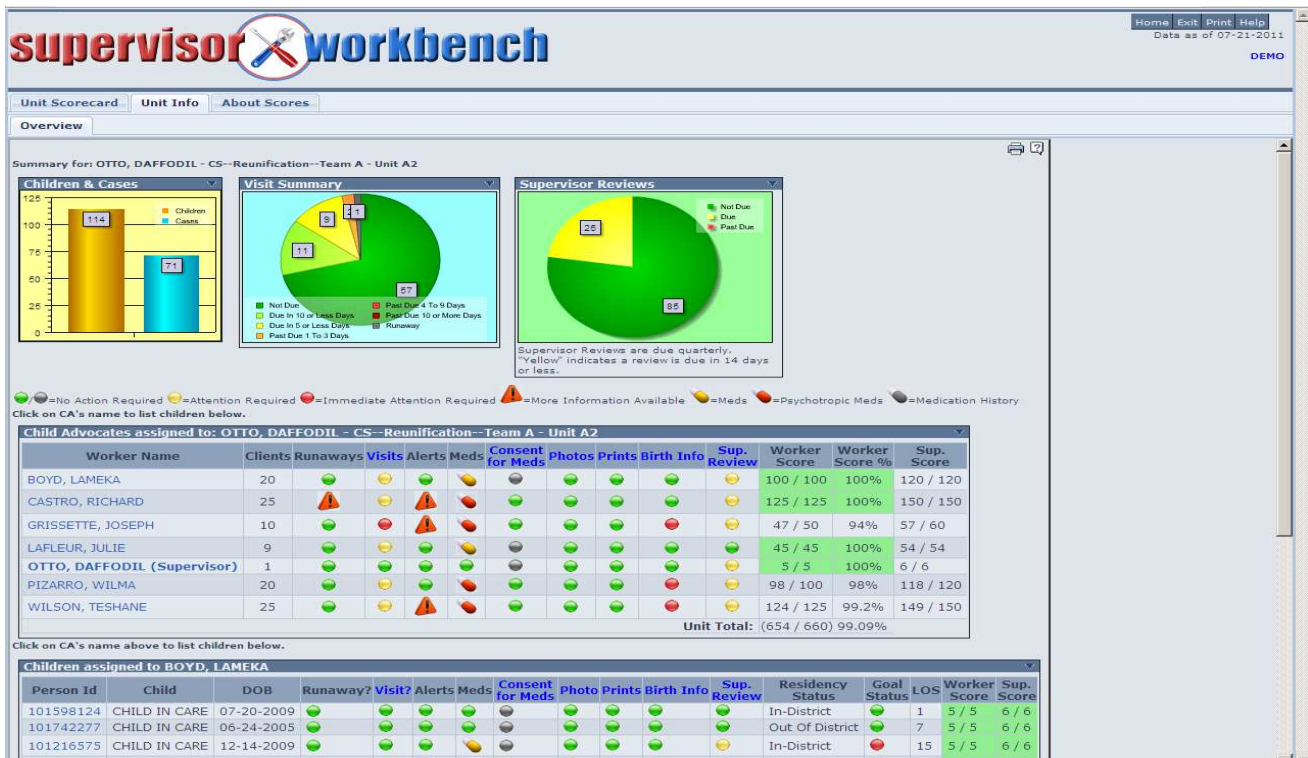 supervisor workbench
Home Exit Print Help
Data as of 07-21-2011
DEMO
Unit Scorecard Unit Info About Scores
Overview
Summary for: OTTO, DAFFODIL - CS--Reunification--Team A - Unit A2
Children & Cases
125
100
75
50
25
0
114
71
Children
Cases
Visit Summary
9
1
11
57
Not Due
Due In 10 or Less Days
Due In 5 or Less Days
Past Due 1 To 3 Days
Past Due 4 To 9 Days
Past Due 10 or More Days
Runaway
Supervisor Reviews
Not Due
Due
Past Due
25
85
Supervisor Reviews are due quarterly.
"Yellow" indicates a review is due in 14 days
or less.
/ =No Action Required =Attention Required =Immediate Attention Required =More Information Available =Meds =Psychotropic Meds =Medication History
Click on CA's name to list children below.
Child Advocates assigned to: OTTO, DAFFODIL - CS--Reunification--Team A - Unit A2
Worker Name Clients Runaways Visits Alerts Meds Consent for Meds Photos Prints Birth Info Sup. Review Worker Score Worker Score % Sup. Score
BOYD, LAMEKA 20 100 / 100 100% 120 / 120
CASTRO, RICHARD 25 125 / 125 100% 150 / 150
GRISSETTE, JOSEPH 10 47 / 50 94% 57 / 60
LAFLEUR, JULIE 9 45 / 45 100% 54 / 54
OTTO, DAFFODIL (Supervisor) 1 5 / 5 100% 6 / 6
PIZARRO, WILMA 20 98 / 100 98% 118 / 120
WILSON, TESHANE 25 124 / 125 99.2% 149 / 150
Unit Total: (654 / 660) 99.09%
Click on CA's name above to list children below.
Children assigned to BOYD, LAMEKA
Person Id Child DOB Runaway? Visit? Alerts Meds Consent for Meds Photo Prints Birth Info Sup. Review Residency Status Goal Status LOS Worker Score Sup. Score
101598124 CHILD IN CARE 07-20-2009 In-District 1 5 / 5 6 / 6
101742277 CHILD IN CARE 06-24-2005 Out Of District 7 5 / 5 6 / 6
101216575 CHILD IN CARE 12-14-2009 In-District 15 5 / 5 6 / 6